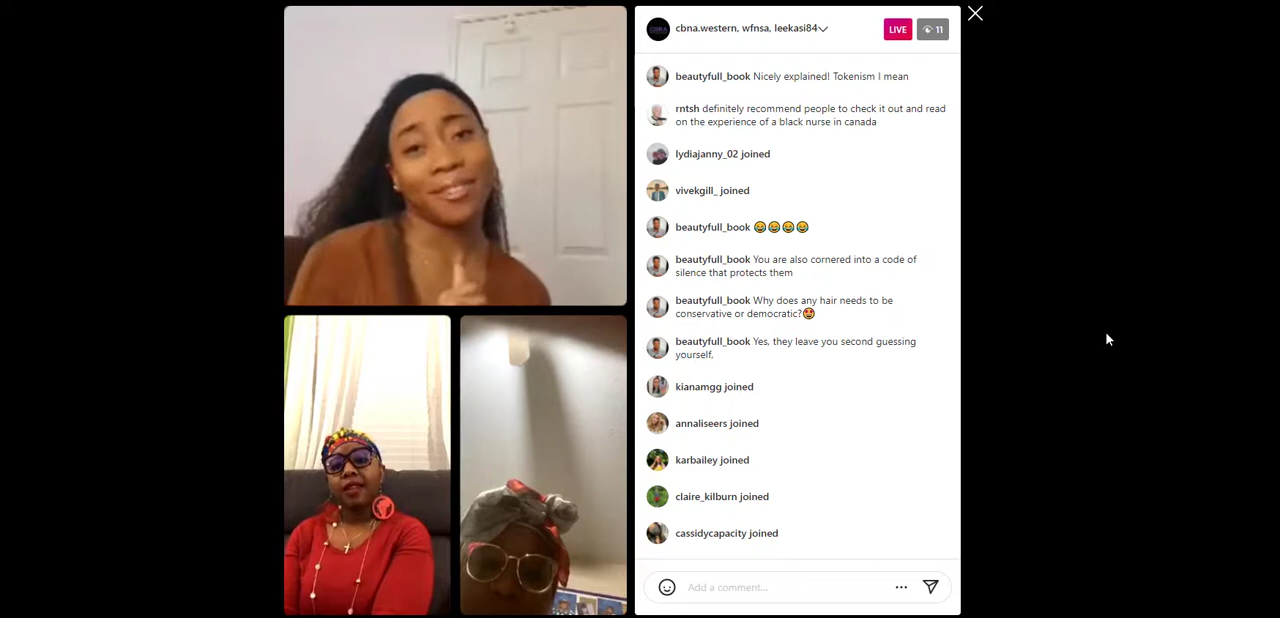 cbna.western, wfnsa, leekasi84
LIVE
11
beautyfull_book Nicely explained! Tokenism I mean
rntsh definitely recommend people to check it out and read
on the experience of a black nurse in canada
lydiajanny_02 joined
vivekgill_ joined
beautyfull_book 😂😂😂😂
beautyfull_book You are also cornered into a code of
silence that protects them
beautyfull_book Why does any hair needs to be
conservative or democratic?😍
beautyfull_book Yes, they leave you second guessing
yourself,
kianamgg joined
annaliseers joined
karbailey joined
claire_kilburn joined
cassidycapacity joined
Add a comment...